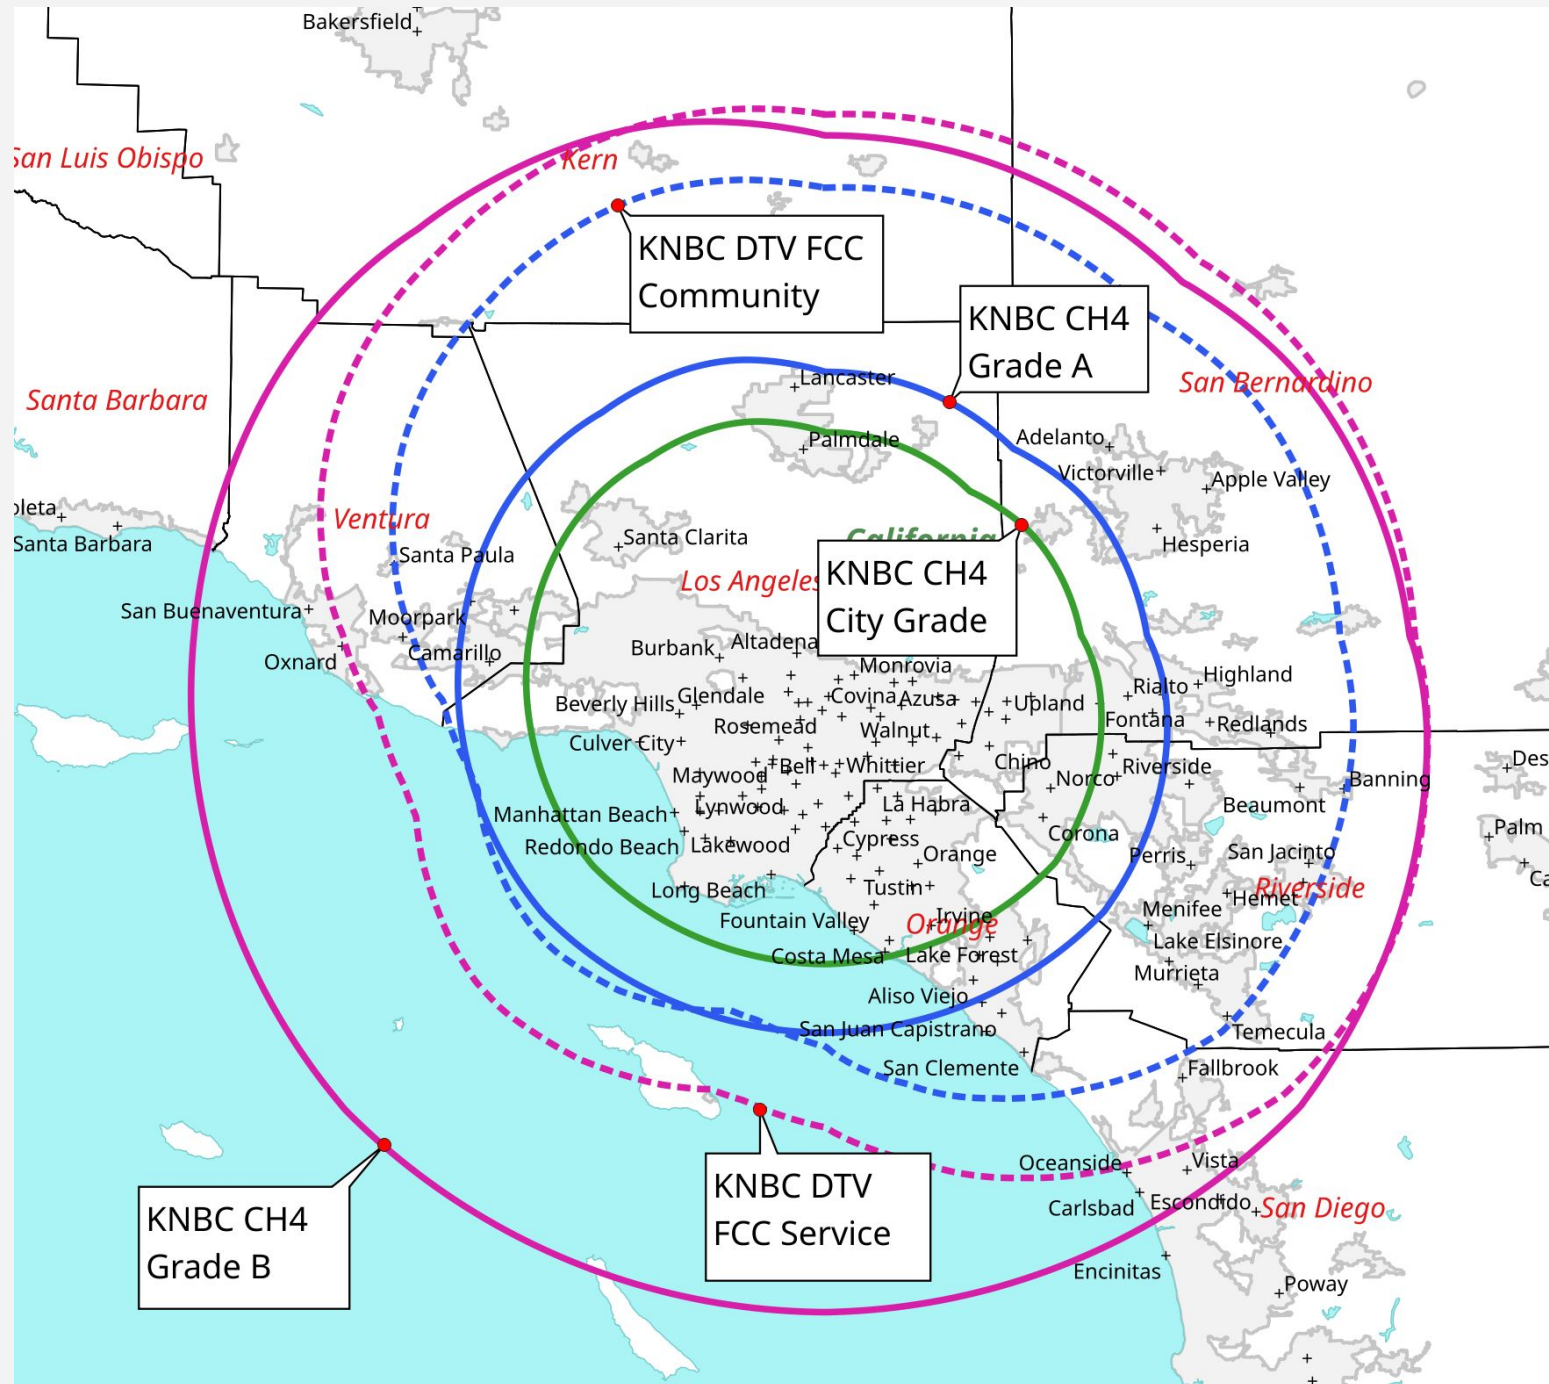 Bakersfield
San Luis Obispo
Kern
KNBC DTV FCC
Community
KNBC CH4
Grade A
Santa Barbara
San Bernardino
Lancaster
Palmdale
Adelanto
Victorville
Apple Valley
oleta
Santa Barbara
Ventura
Santa Paula
Santa Clarita
California
Hesperia
Los Angeles
KNBC CH4
City Grade
San Buenaventura
Moorpark
Oxnard
Camarillo
Burbank
Altadena
Monrovia
Beverly Hills
Glendale
Covina
Azusa
Upland
Rialto
Highland
Rosemead
Walnut
Fontana
Redlands
Culver City
Maywood
Bell
Whittier
Chino
Norco
Riverside
Banning
Des
Manhattan Beach
Lynwood
La Habra
Beaumont
Redondo Beach
Lakewood
Cypress
Orange
Corona
Perris
San Jacinto
Palm
Long Beach
Tustin
Riverside
Hemet
Ca
Fountain Valley
Irvine
Orange
Menifee
Costa Mesa
Lake Forest
Lake Elsinore
Murrieta
Aliso Viejo
San Juan Capistrano
Temecula
San Clemente
Fallbrook
Oceanside
Vista
Carlsbad
Escondido
San Diego
KNBC DTV
FCC Service
KNBC CH4
Grade B
Encinitas
Poway